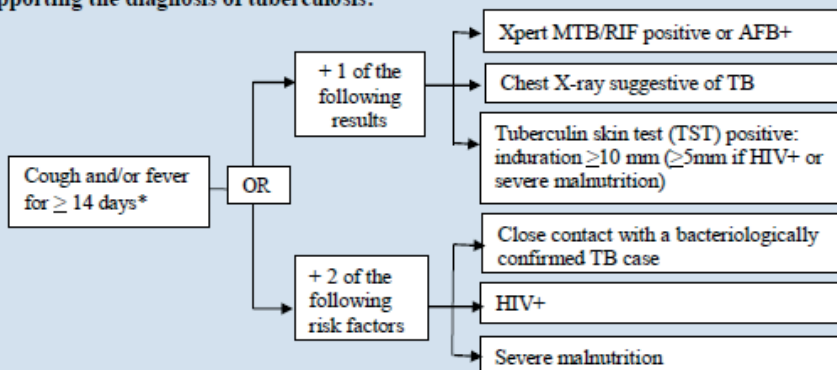 pporting the diagnosis of tuberculosis:
Xpert MTB/RIF positive or AFB+
+ 1 of the
following
results
Chest X-ray suggestive of TB
Tuberculin skin test (TST) positive:
induration ≥10 mm (≥5mm if HIV+ or
severe malnutrition)
Cough and/or fever
for ≥ 14 days*
OR
Close contact with a bacteriologically
confirmed TB case
+ 2 of the
following
risk factors
HIV+
Severe malnutrition